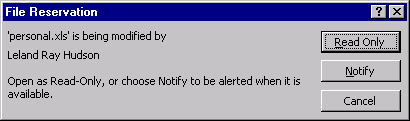 File Reservation
'personal.xls' is being modified by
Leland Ray Hudson
Open as Read-Only, or choose Notify to be alerted when it is
available.
Read Only
Notify
Cancel